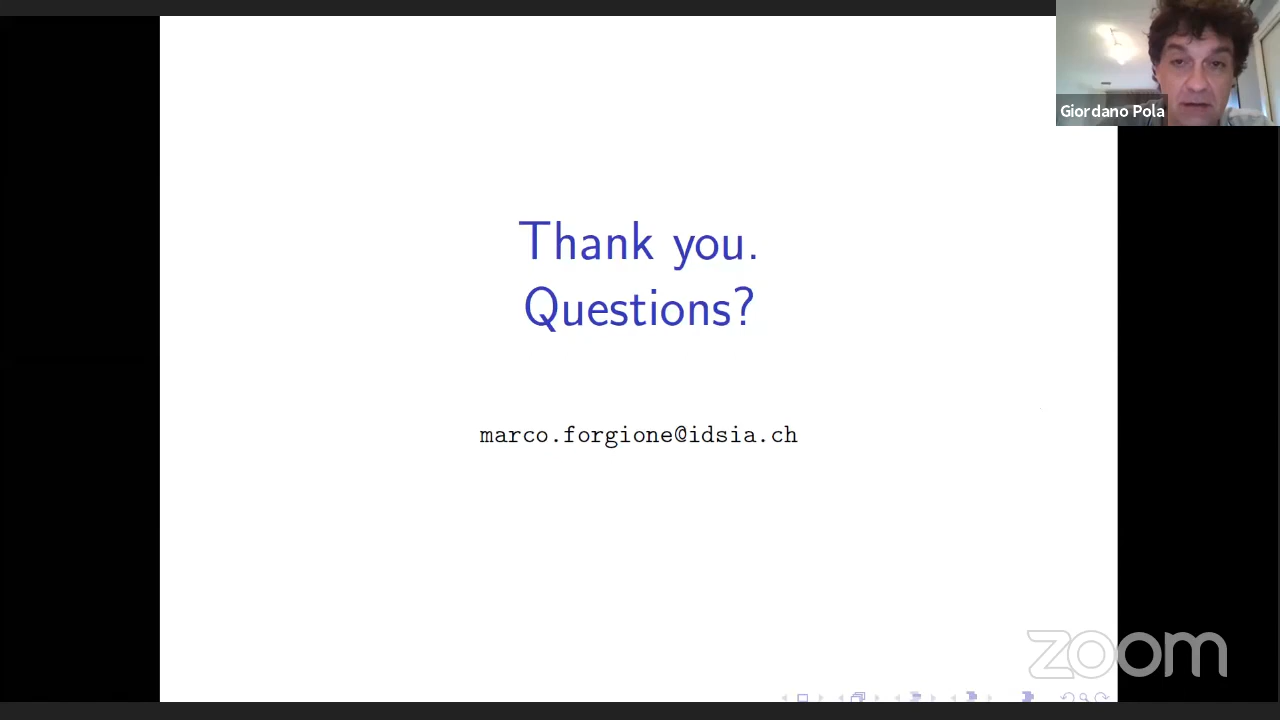 Giordano Pola
Thank you.
Questions?
marco.forgione@idsia.ch
zoom